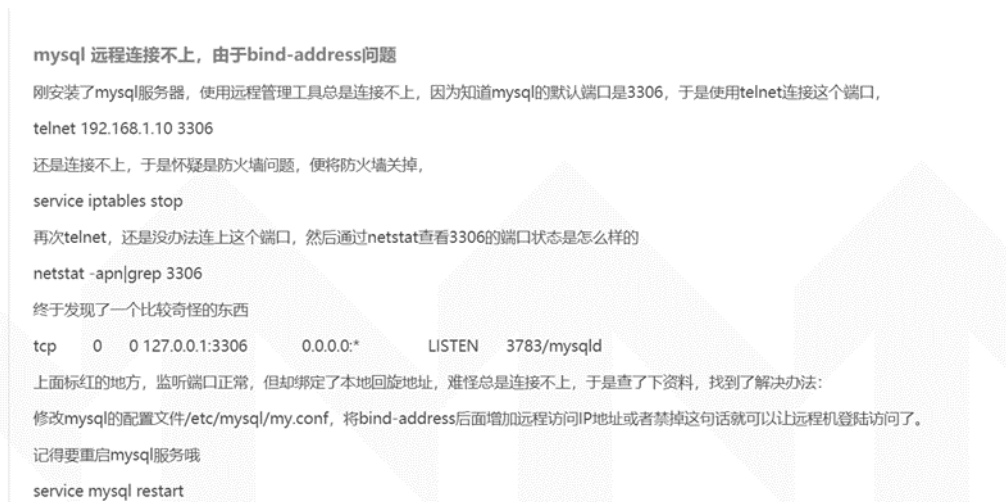 mysql 远程连接不上，由于bind-address问题
刚安装了mysql服务器，使用远程管理工具总是连接不上，因为知道mysql的默认端口是3306，于是使用telnet连接这个端口，
telnet 192.168.1.10 3306
还是连接不上，于是怀疑是防火墙问题，便将防火墙关掉，
service iptables stop
再次telnet，还是没办法连上这个端口，然后通过netstat查看3306的端口状态是怎么样的
netstat -apn|grep 3306
终于发现了一个比较奇怪的东西
tcp 0 0 127.0.0.1:3306 0.0.0.0:* LISTEN 3783/mysqld
上面标红的地方，监听端口正常，但却绑定了本地回旋地址，难怪总是连接不上，于是查了下资料，找到了解决办法：
修改mysql的配置文件/etc/mysql/my.conf，将bind-address后面增加远程访问IP地址或者禁掉这句话就可以让远程机登陆访问了。
记得要重启mysql服务哦
service mysql restart